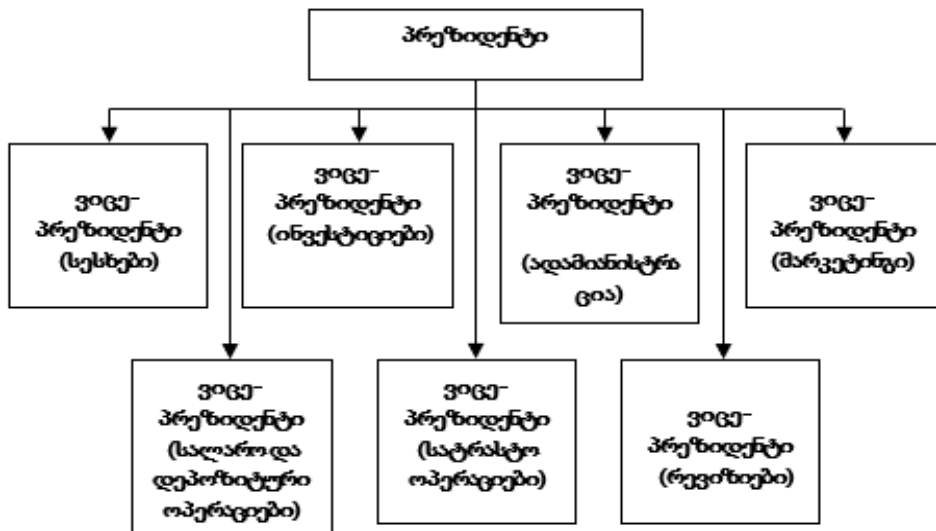 პრეზიდენტი
ვიცე-
პრეზიდენტი
(სესხები)
ვიცე-
პრეზიდენტი
(ინვესტიციები)
ვიცე-
პრეზიდენტი
(ადამიანისტრა
ცია)
ვიცე-
პრეზიდენტი
(მარკეტინგი)
ვიცე-
პრეზიდენტი
(სალარო და
დეპოზიტური
ოპერაციები)
ვიცე-
პრეზიდენტი
(სატრასტო
ოპერაციები)
ვიცე-
პრეზიდენტი
(რევიზიები)